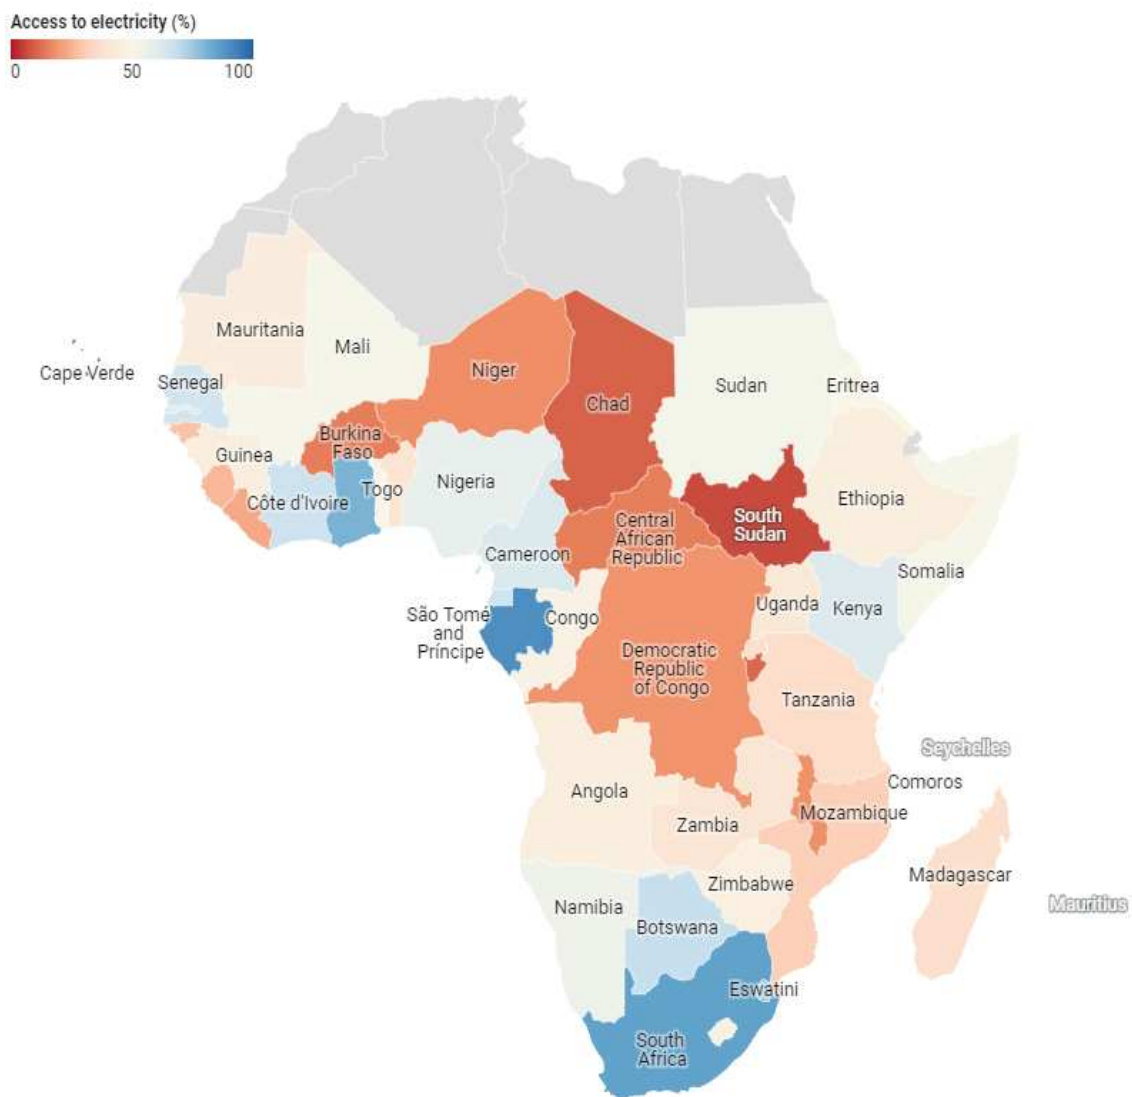 Access to electricity (%)
0 50 100
Mauritania
Mali
Niger
Chad
Sudan
Eritrea
Cape Verde
Senegal
Burkina
Faso
Guinea
Nigeria
Togo
Côte d'Ivoire
Ethiopia
South
Sudan
Central
African
Republic
Cameroon
Somalia
Uganda
Kenya
São Tomé
and
Príncipe
Congo
Democratic
Republic
of Congo
Tanzania
Seychelles
Comoros
Angola
Mozambique
Zambia
Madagascar
Zimbabwe
Mauritius
Namibia
Botswana
Eswatini
South
Africa